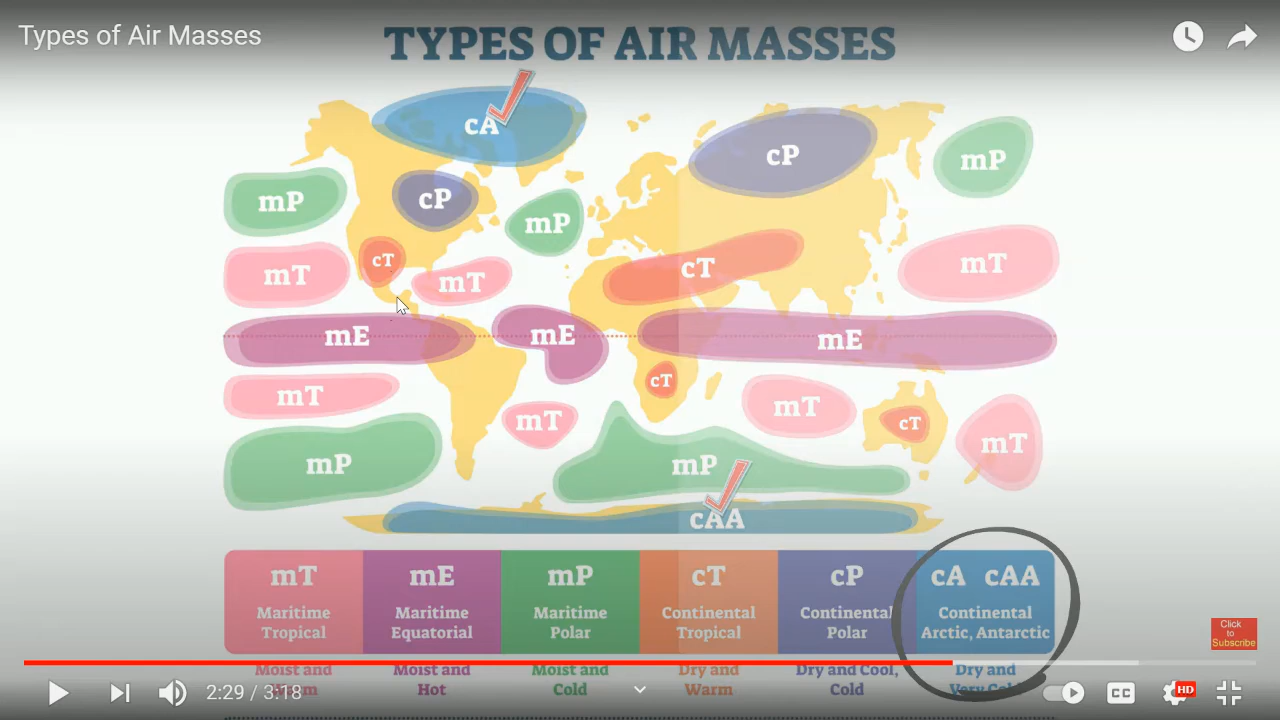 Types of Air Masses
TYPES OF AIR MASSES
cA
cP
mP
mP
cP
mP
mT
cT
mT
cT
mT
mE
mE
mE
mT
cT
mT
mT
cT
mT
mP
mP
cAA
mT
Maritime
Tropical
Moist and
mE
Maritime
Equatorial
Moist and
Hot
mP
Maritime
Polar
Moist and
Cold
cT
Continental
Tropical
Dry and
Warm
cP
Continental
Polar
Dry and Cool,
Cold
cA cAA
Continental
Arctic, Antarctic
Dry and
Very Cold
Click
to
Subscribe
2:29 / 3:18
CC
HD